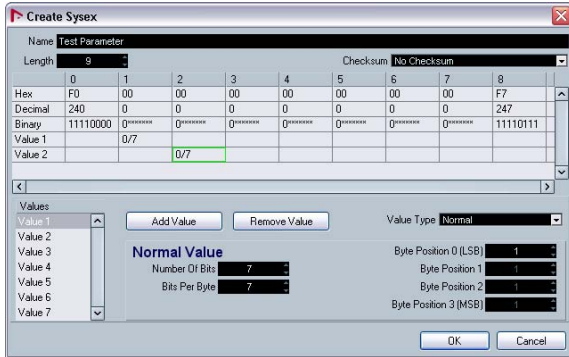 Create Sysex
Name Test Parameter
Length 9 Checksum No Checksum
0 1 2 3 4 5 6 7 8
Hex F0 00 00 00 00 00 00 00 F7
Decimal 240 0 0 0 0 0 0 0 247
Binary 11110000 0******* 0******* 0******* 0******* 0******* 0******* 0******* 11110111
Value 1 0/7
Value 2 0/7
Values
Value 1
Value 2
Value 3
Value 4
Value 5
Value 6
Value 7
Add Value Remove Value Value Type Normal
Normal Value
Number Of Bits 7
Bits Per Byte 7
Byte Position 0 (LSB) 1
Byte Position 1 1
Byte Position 2 1
Byte Position 3 (MSB) 1
OK Cancel